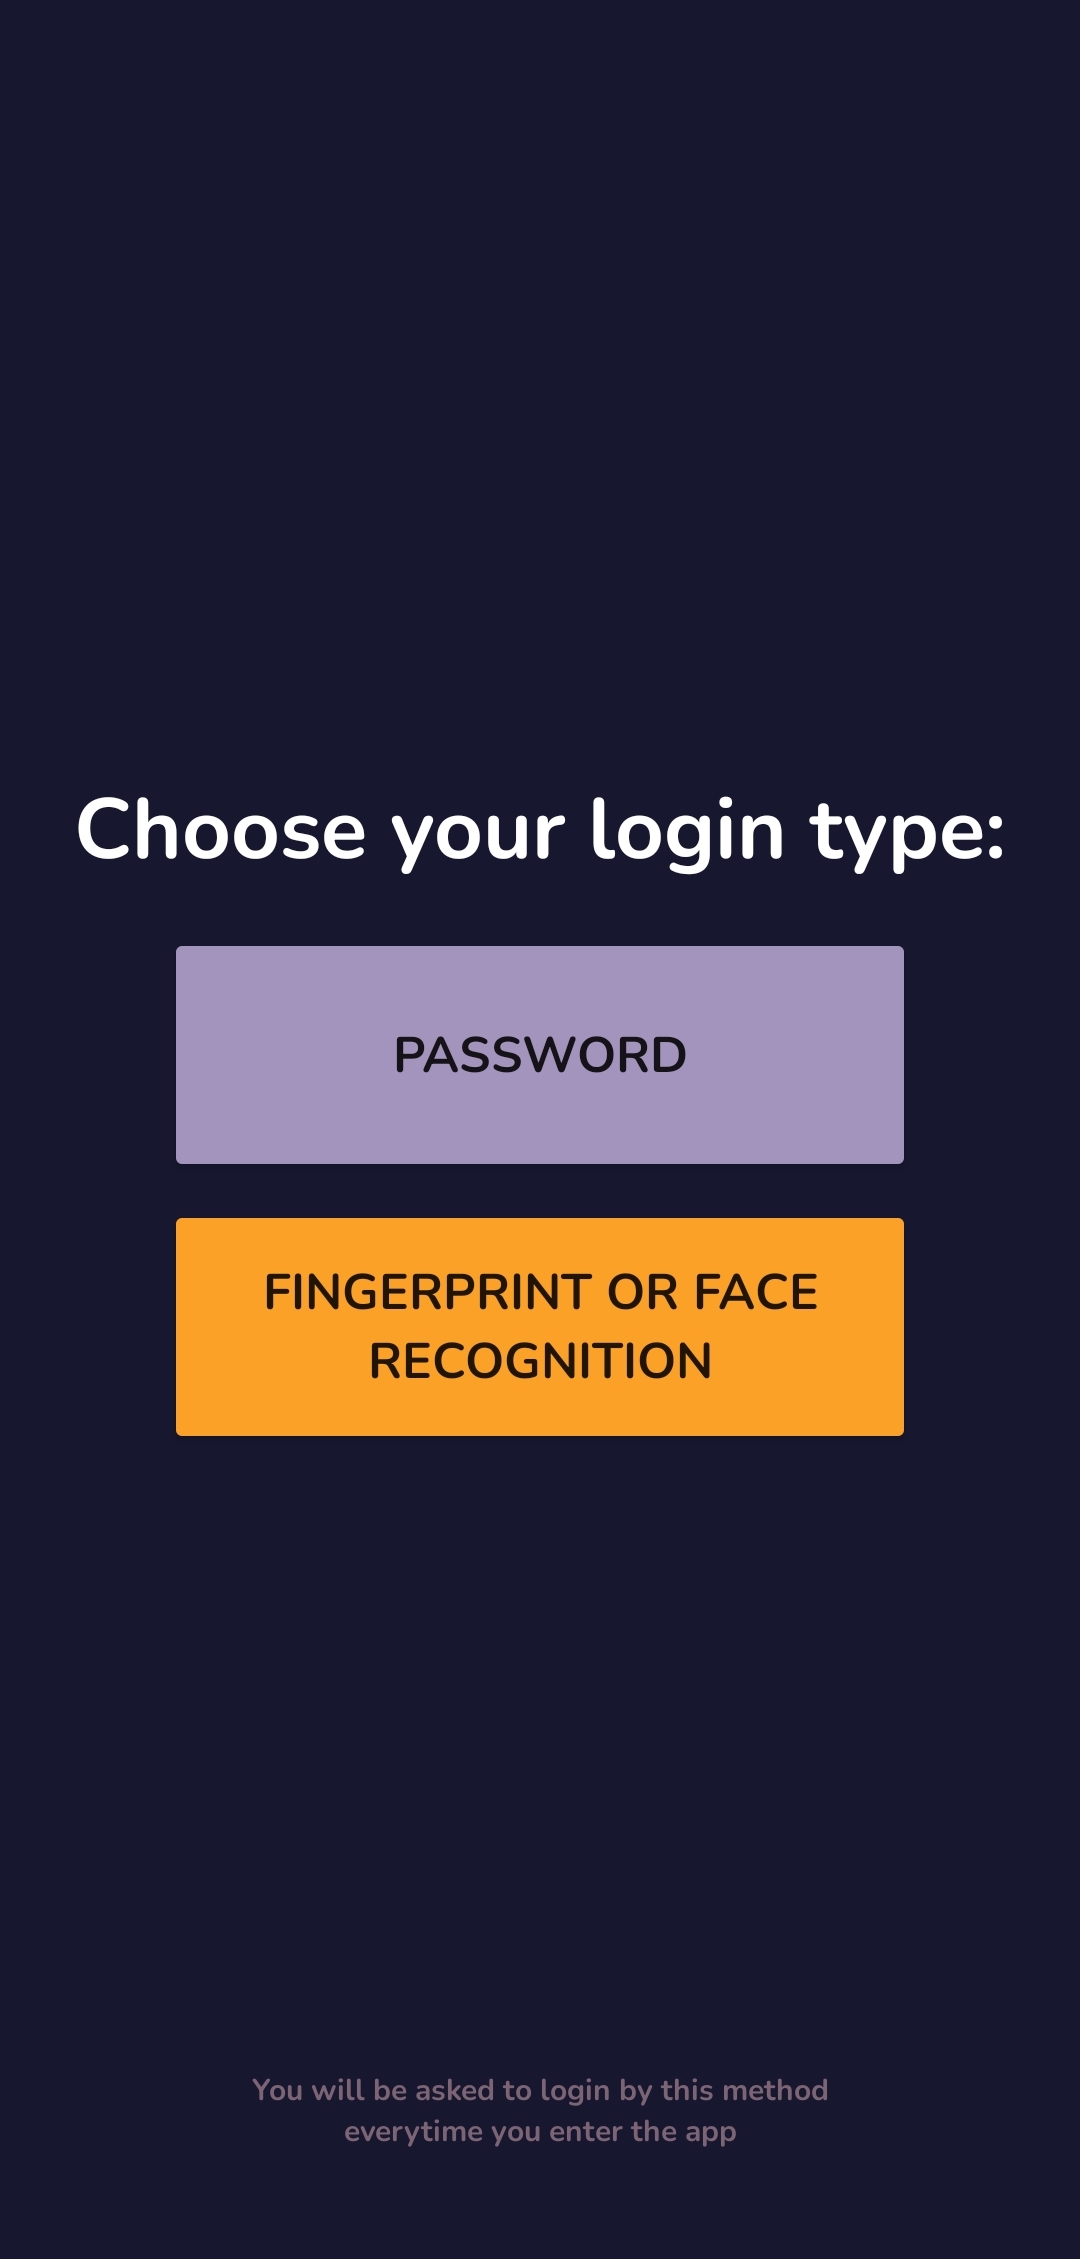 Choose your login type:
PASSWORD
FINGERPRINT OR FACE
RECOGNITION
You will be asked to login by this method
everytime you enter the app